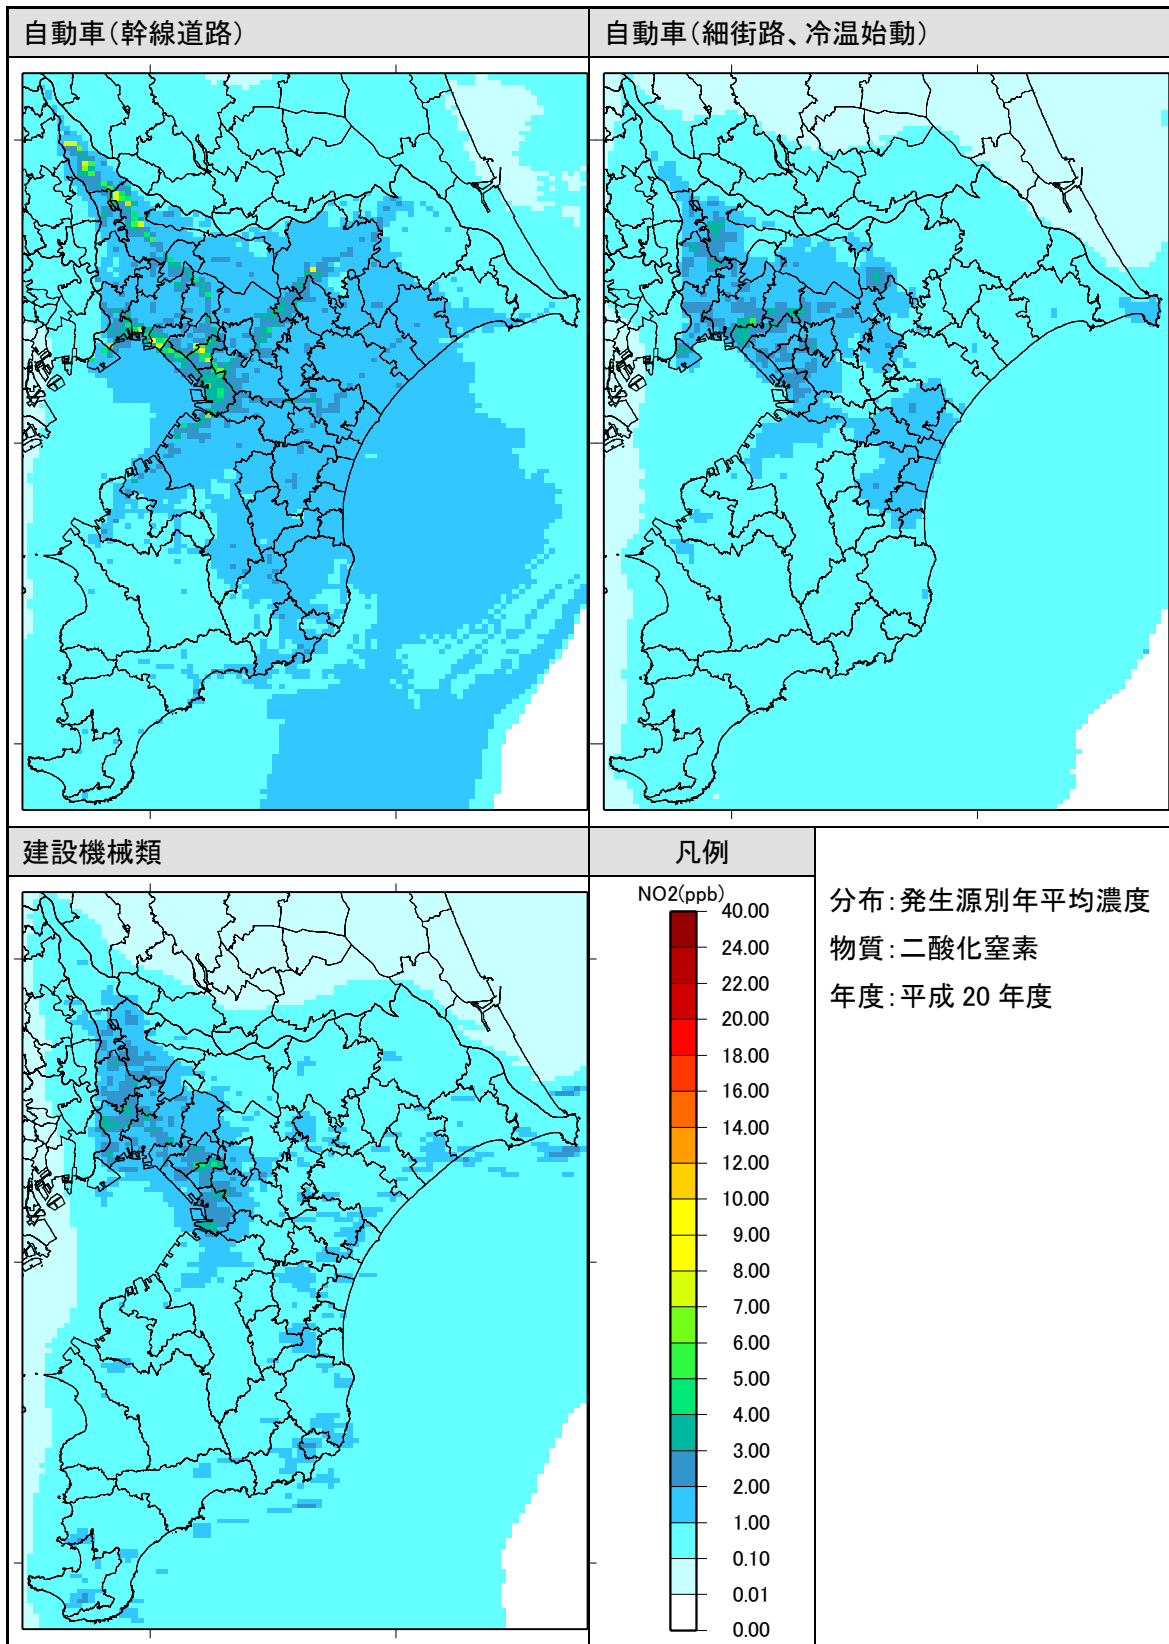 自動車(幹線道路)
自動車(細街路、冷温始動)
建設機械類
凡例
NO2(ppb)
40.00
24.00
22.00
20.00
18.00
16.00
14.00
12.00
10.00
9.00
8.00
7.00
6.00
5.00
4.00
3.00
2.00
1.00
0.10
0.01
0.00
分布:発生源別年平均濃度
物質:二酸化窒素
年度:平成 20 年度